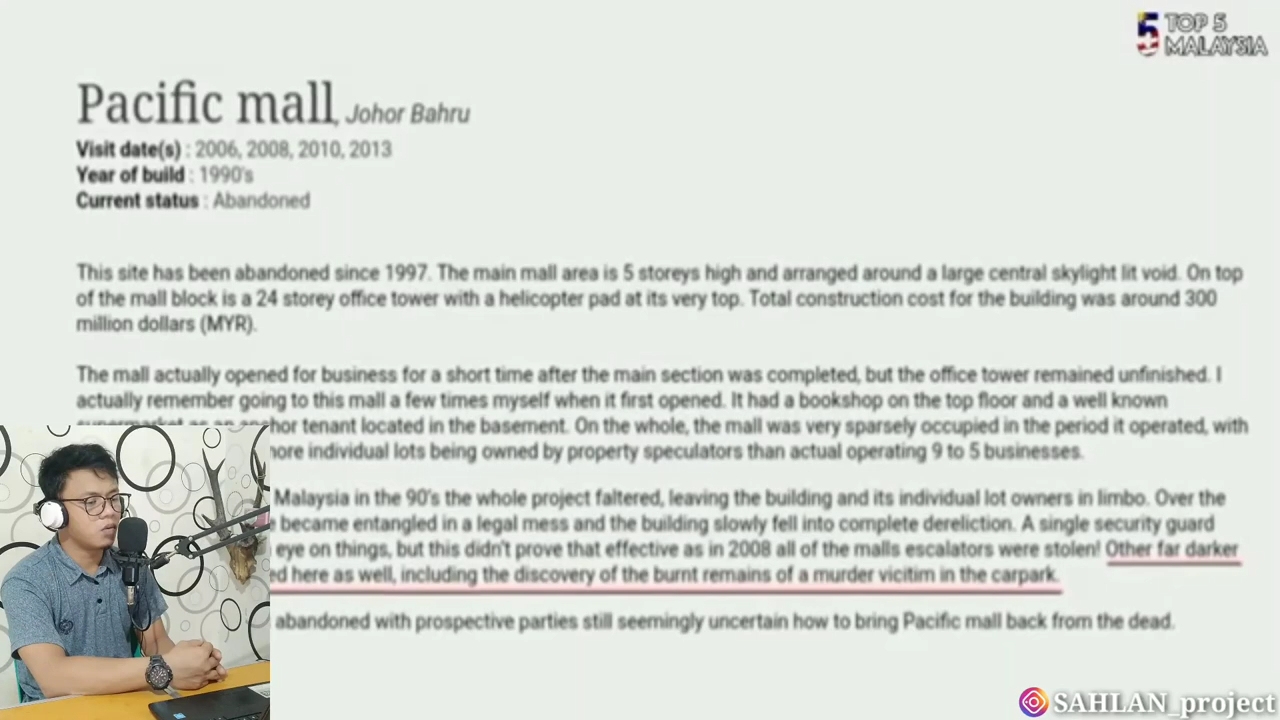 5 TOP 5
MALAYSIA
Pacific mall, Johor Bahru
Visit date(s) : 2006, 2008, 2010, 2013
Year of build : 1990's
Current status : Abandoned
This site has been abandoned since 1997. The main mall area is 5 storeys high and arranged around a large central skylight lit void. On top
of the mall block is a 24 storey office tower with a helicopter pad at its very top. Total construction cost for the building was around 300
million dollars (MYR).
The mall actually opened for business for a short time after the main section was completed, but the office tower remained unfinished. I
actually remember going to this mall a few times myself when it first opened. It had a bookshop on the top floor and a well known
supermarket as an anchor tenant located in the basement. On the whole, the mall was very sparsely occupied in the period it operated, with
more individual lots being owned by property speculators than actual operating 9 to 5 businesses.
Malaysia in the 90's the whole project faltered, leaving the building and its individual lot owners in limbo. Over the
became entangled in a legal mess and the building slowly fell into complete dereliction. A single security guard
eye on things, but this didn't prove that effective as in 2008 all of the malls escalators were stolen! Other far darker
ed here as well, including the discovery of the burnt remains of a murder vicitim in the carpark.
abandoned with prospective parties still seemingly uncertain how to bring Pacific mall back from the dead.
SAHLAN_project